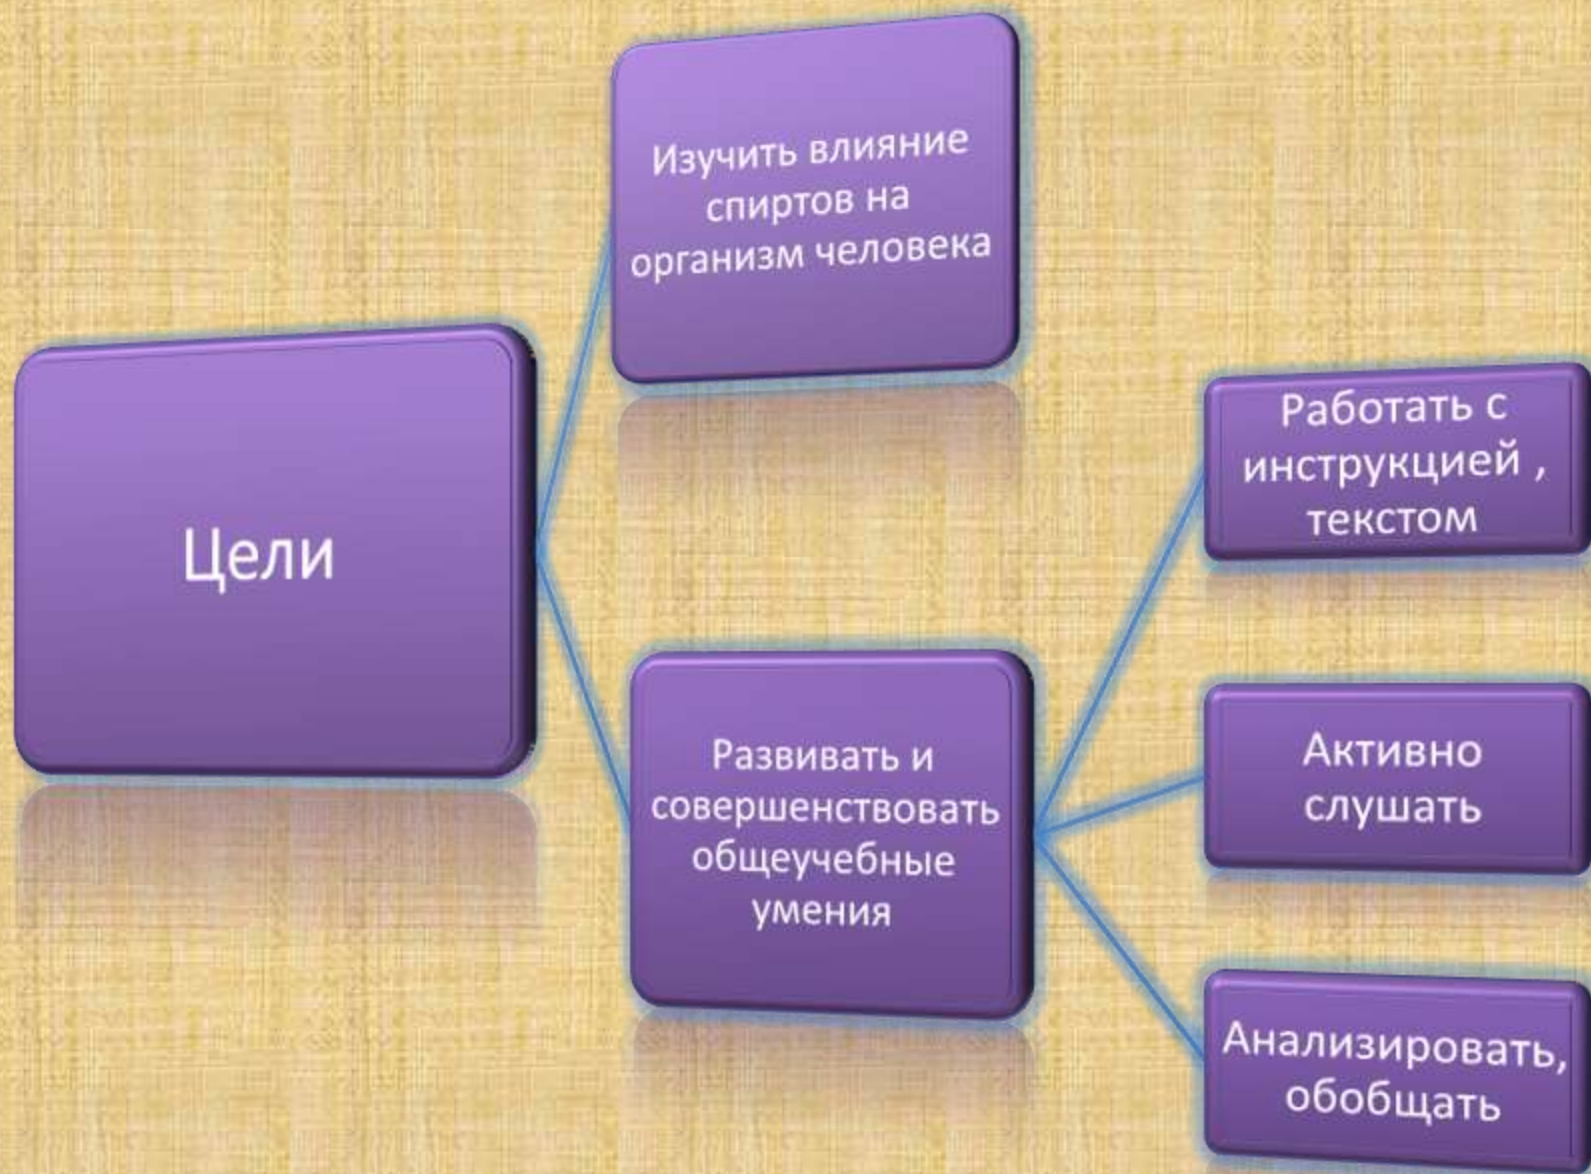 Цели
Изучить влияние
спиртов на
организм человека
Развивать и
совершенствовать
общеучебные
умения
Работать с
инструкцией ,
текстом
Активно
слушать
Анализировать,
обобщать